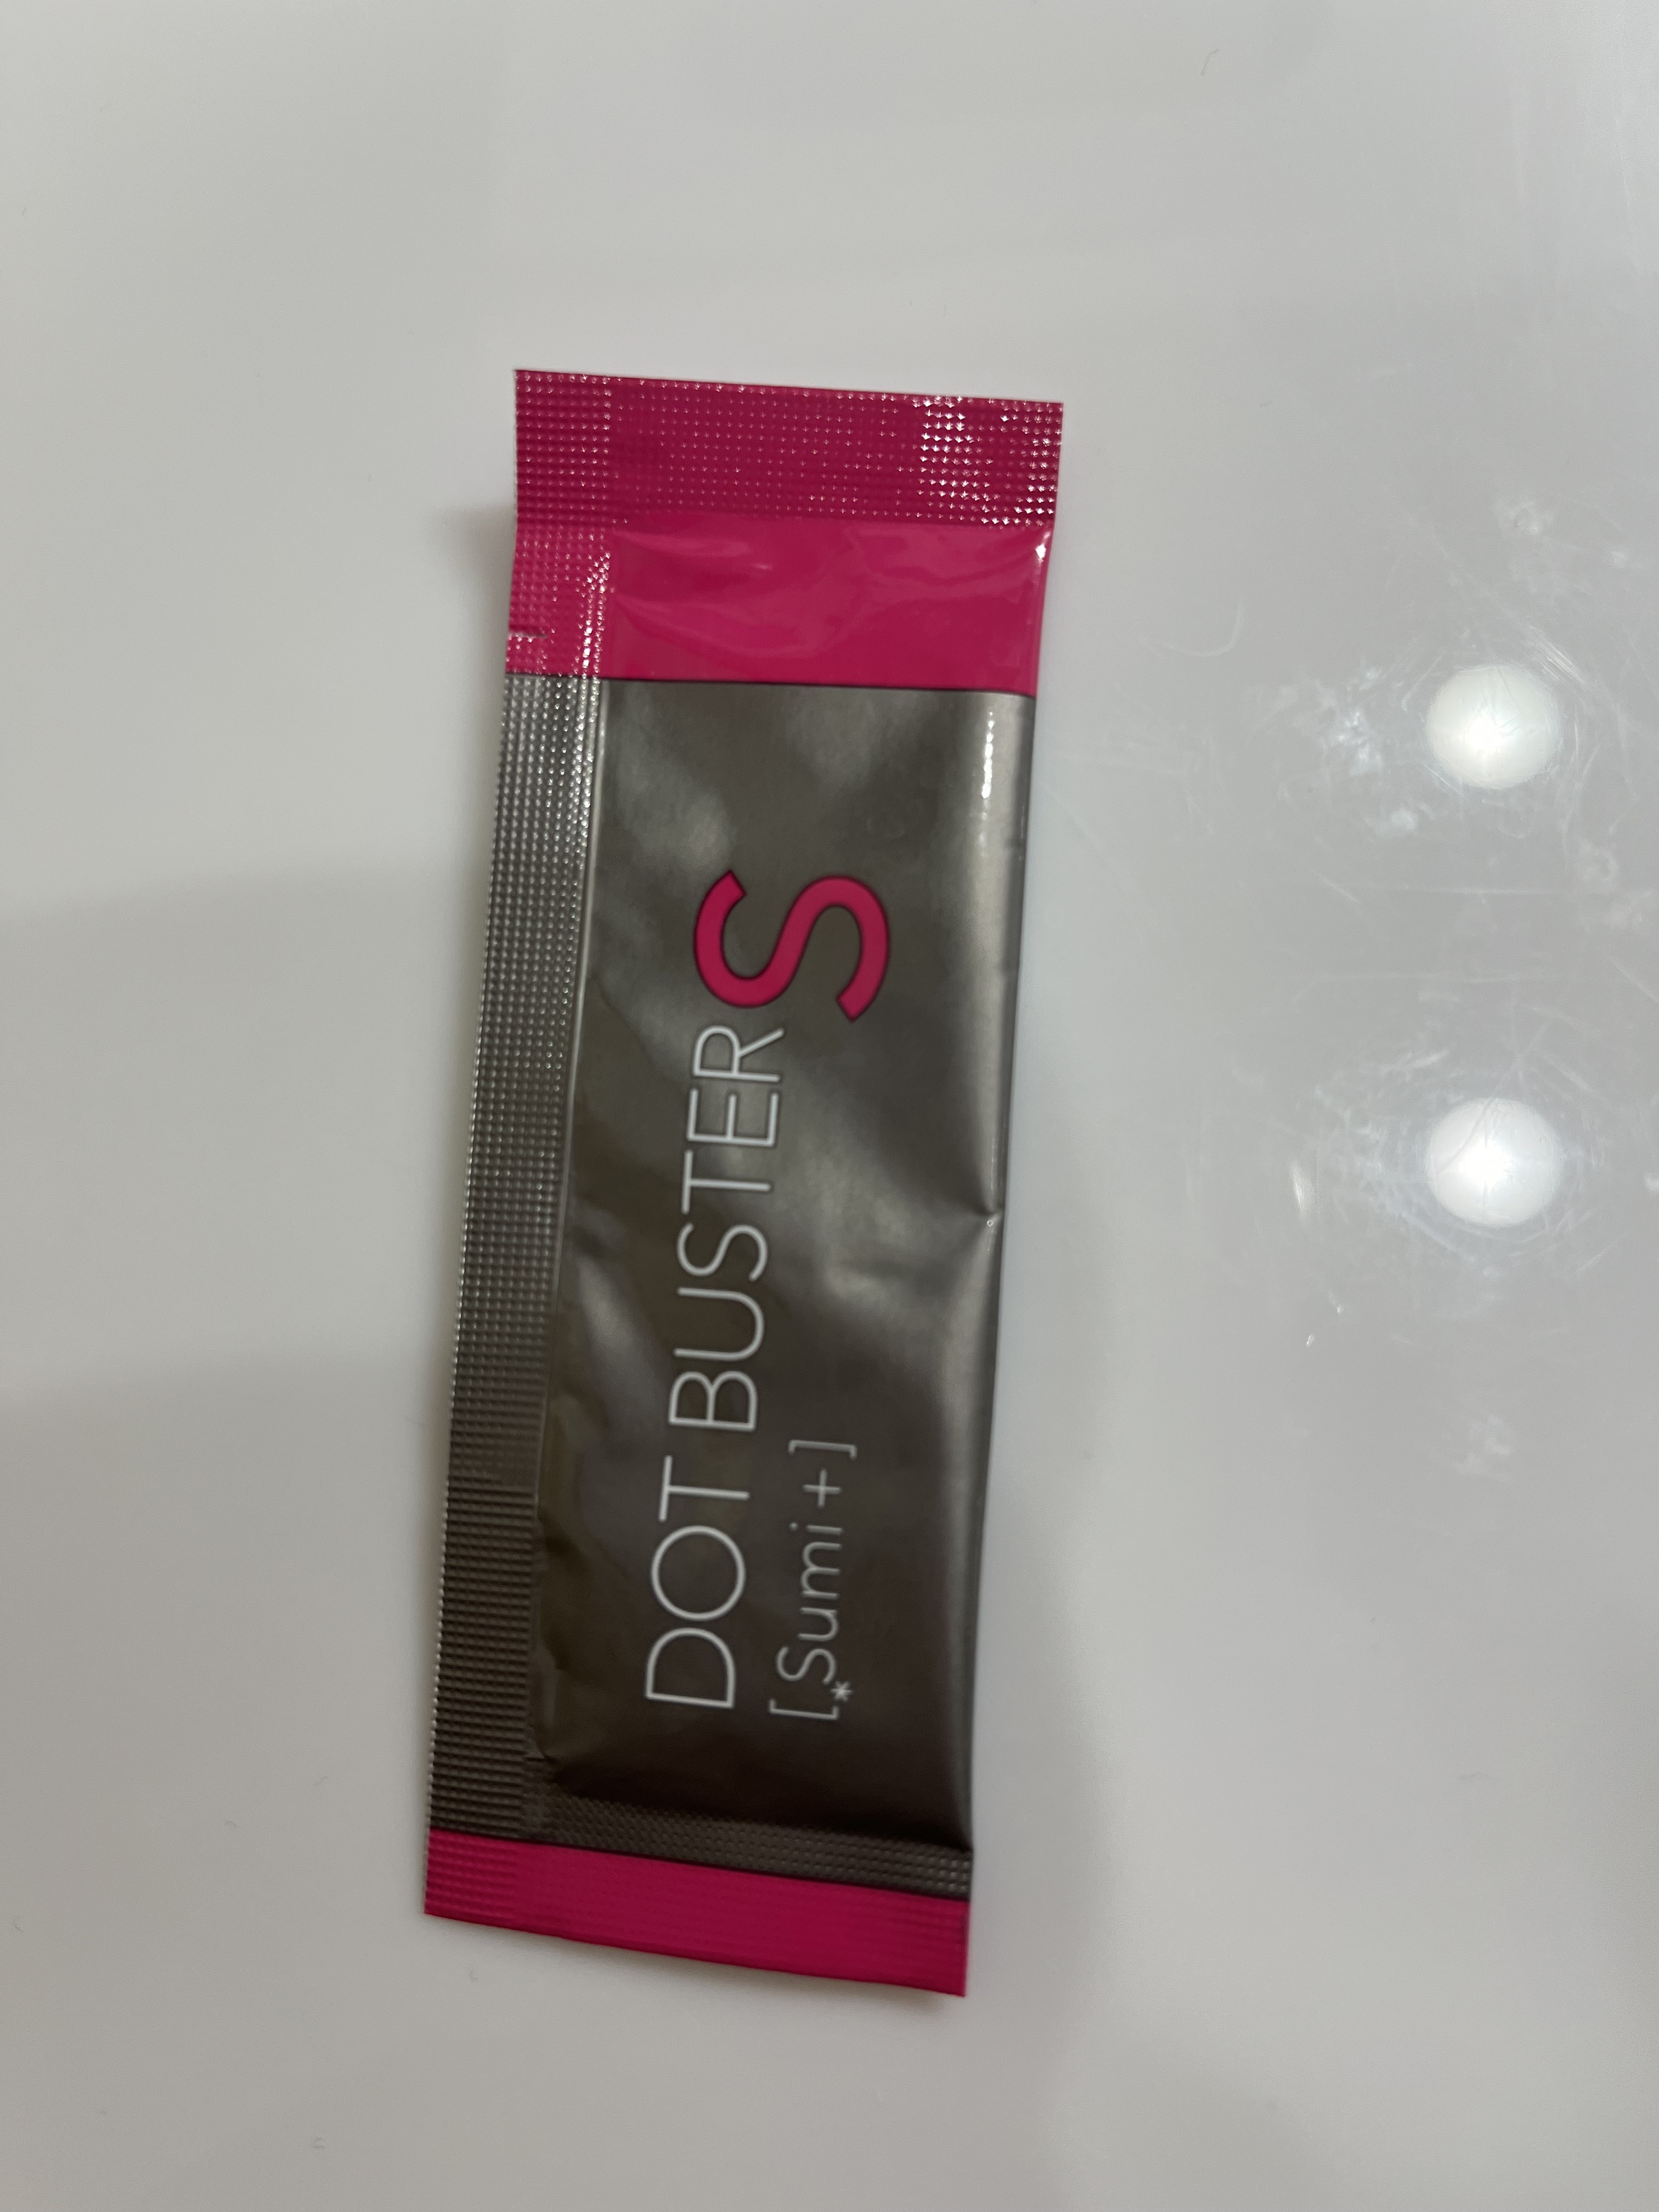 DOT BUSTER S
[Sumi +]
*